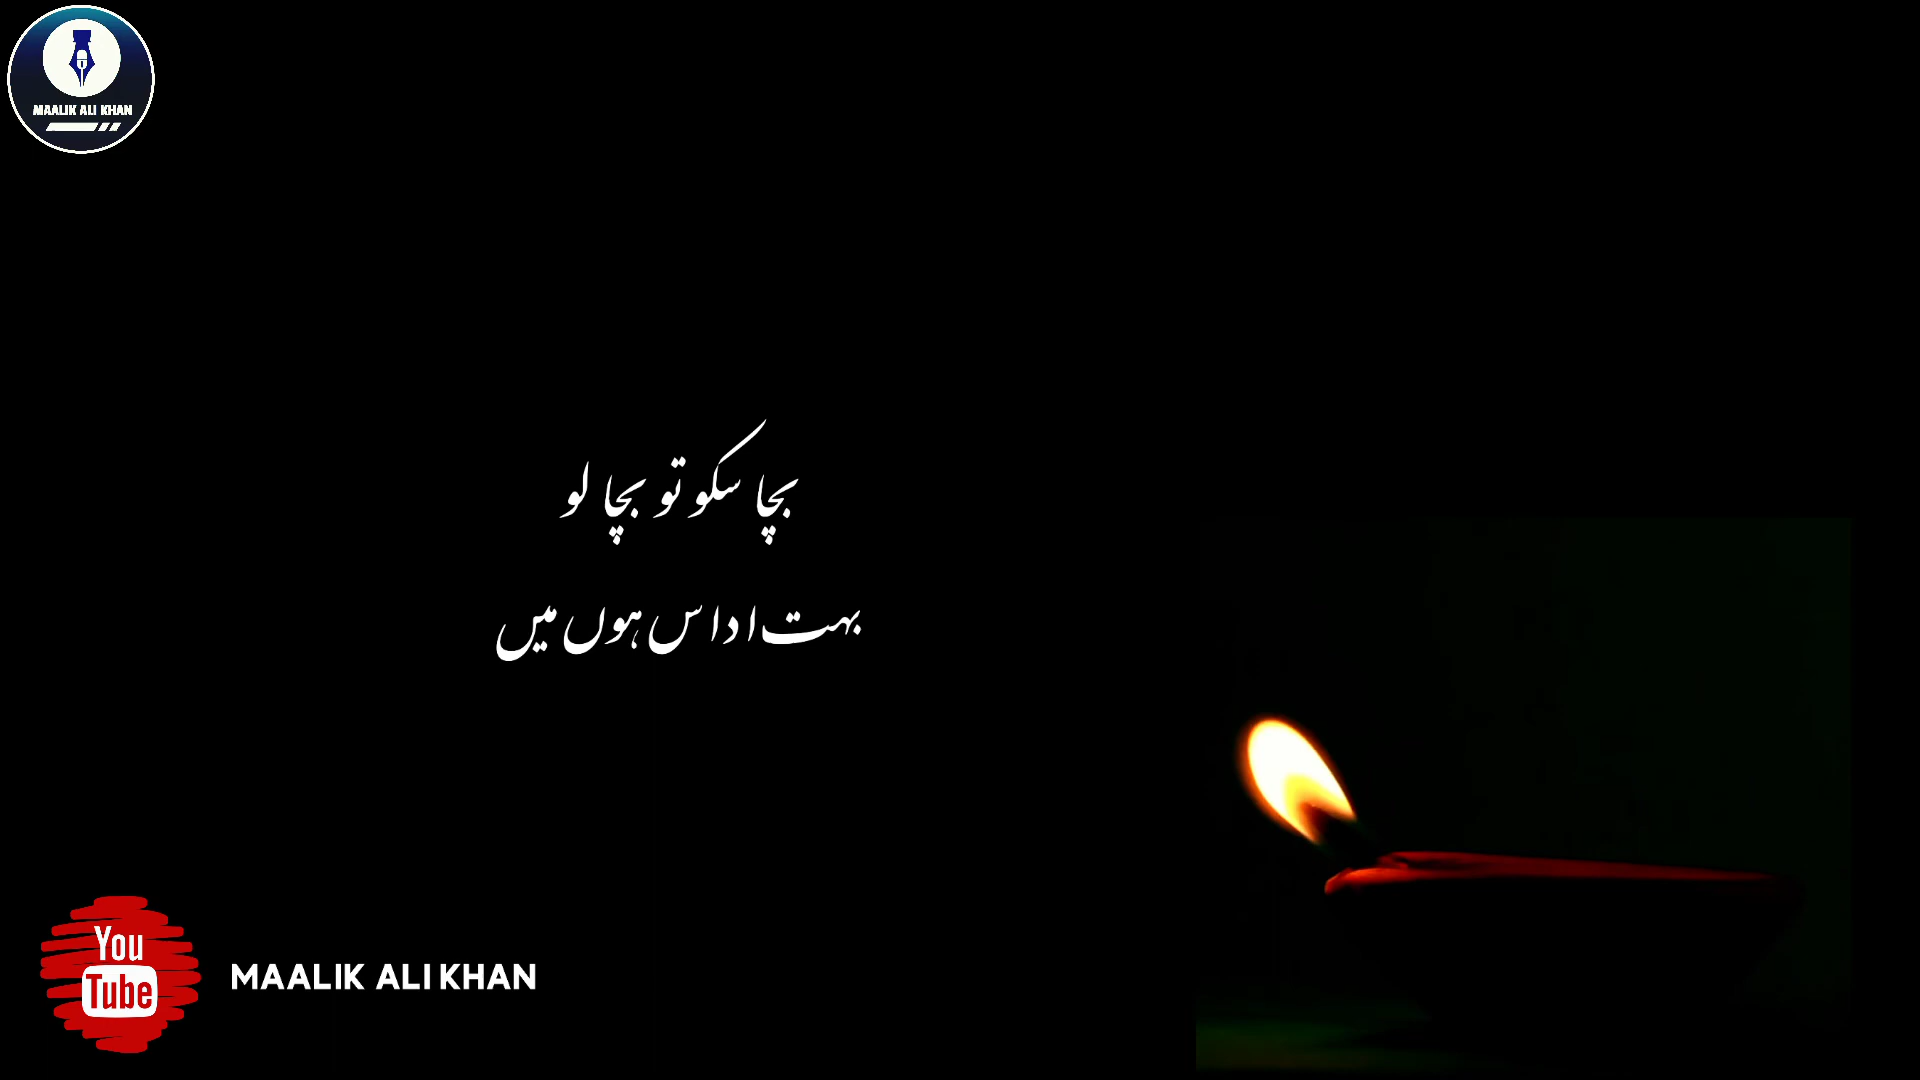 MAALIK ALI KHAN
بچا سکو تو بچا لو
بہت اداس ہوں میں
You
Tube
MAALIK ALI KHAN